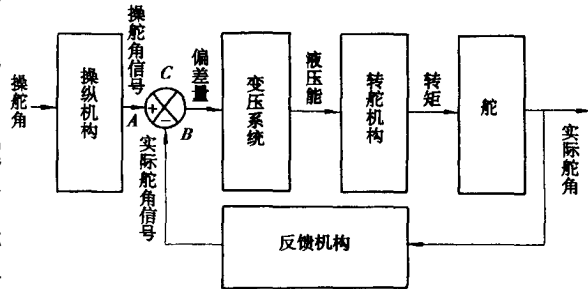 操舵角
操纵机构
操舵角信号
A
+
C
−
B
偏差量
变压系统
液压能
转舵机构
转矩
舵
实际舵角
实际舵角信号
反馈机构